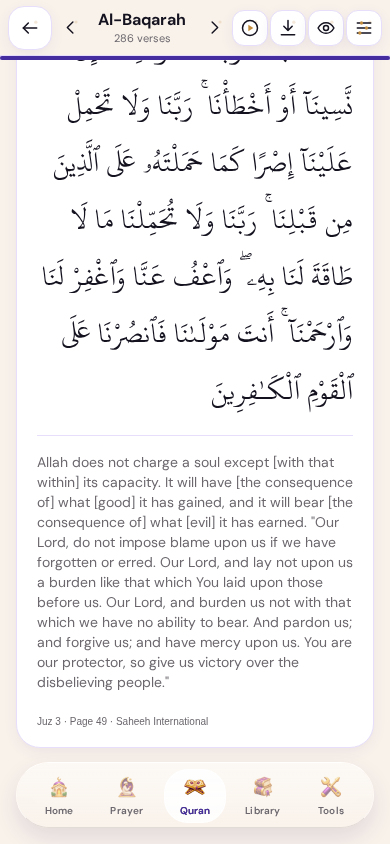 Al-Baqarah
286 verses
نَّسِينَآ أَوْ أَخْطَأْنَا ۚ رَبَّنَا وَلَا تَحْمِلْ
عَلَيْنَآ إِصْرًا كَمَا حَمَلْتَهُۥ عَلَى ٱلَّذِينَ
مِن قَبْلِنَا ۚ رَبَّنَا وَلَا تُحَمِّلْنَا مَا لَا
طَاقَةَ لَنَا بِهِۦ ۖ وَٱعْفُ عَنَّا وَٱغْفِرْ لَنَا
وَٱرْحَمْنَآ ۚ أَنتَ مَوْلَىٰنَا فَٱنصُرْنَا عَلَى
ٱلْقَوْمِ ٱلْكَـٰفِرِينَ
Allah does not charge a soul except [with that
within] its capacity. It will have [the consequence
of] what [good] it has gained, and it will bear [the
consequence of] what [evil] it has earned. "Our
Lord, do not impose blame upon us if we have
forgotten or erred. Our Lord, and lay not upon us
a burden like that which You laid upon those
before us. Our Lord, and burden us not with that
which we have no ability to bear. And pardon us;
and forgive us; and have mercy upon us. You are
our protector, so give us victory over the
disbelieving people."
Juz 3 · Page 49 · Saheeh International
Home
Prayer
Quran
Library
Tools